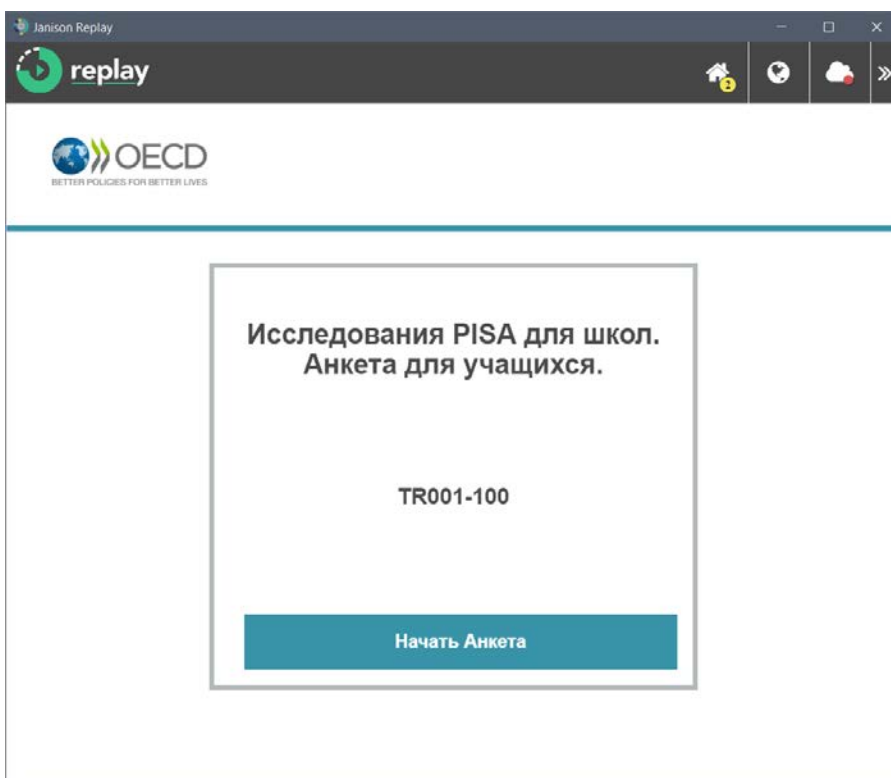 Janison Replay
replay
2
OECD
BETTER POLICIES FOR BETTER LIVES
Исследования PISA для школ.
Анкета для учащихся.
TR001-100
Начать Анкета